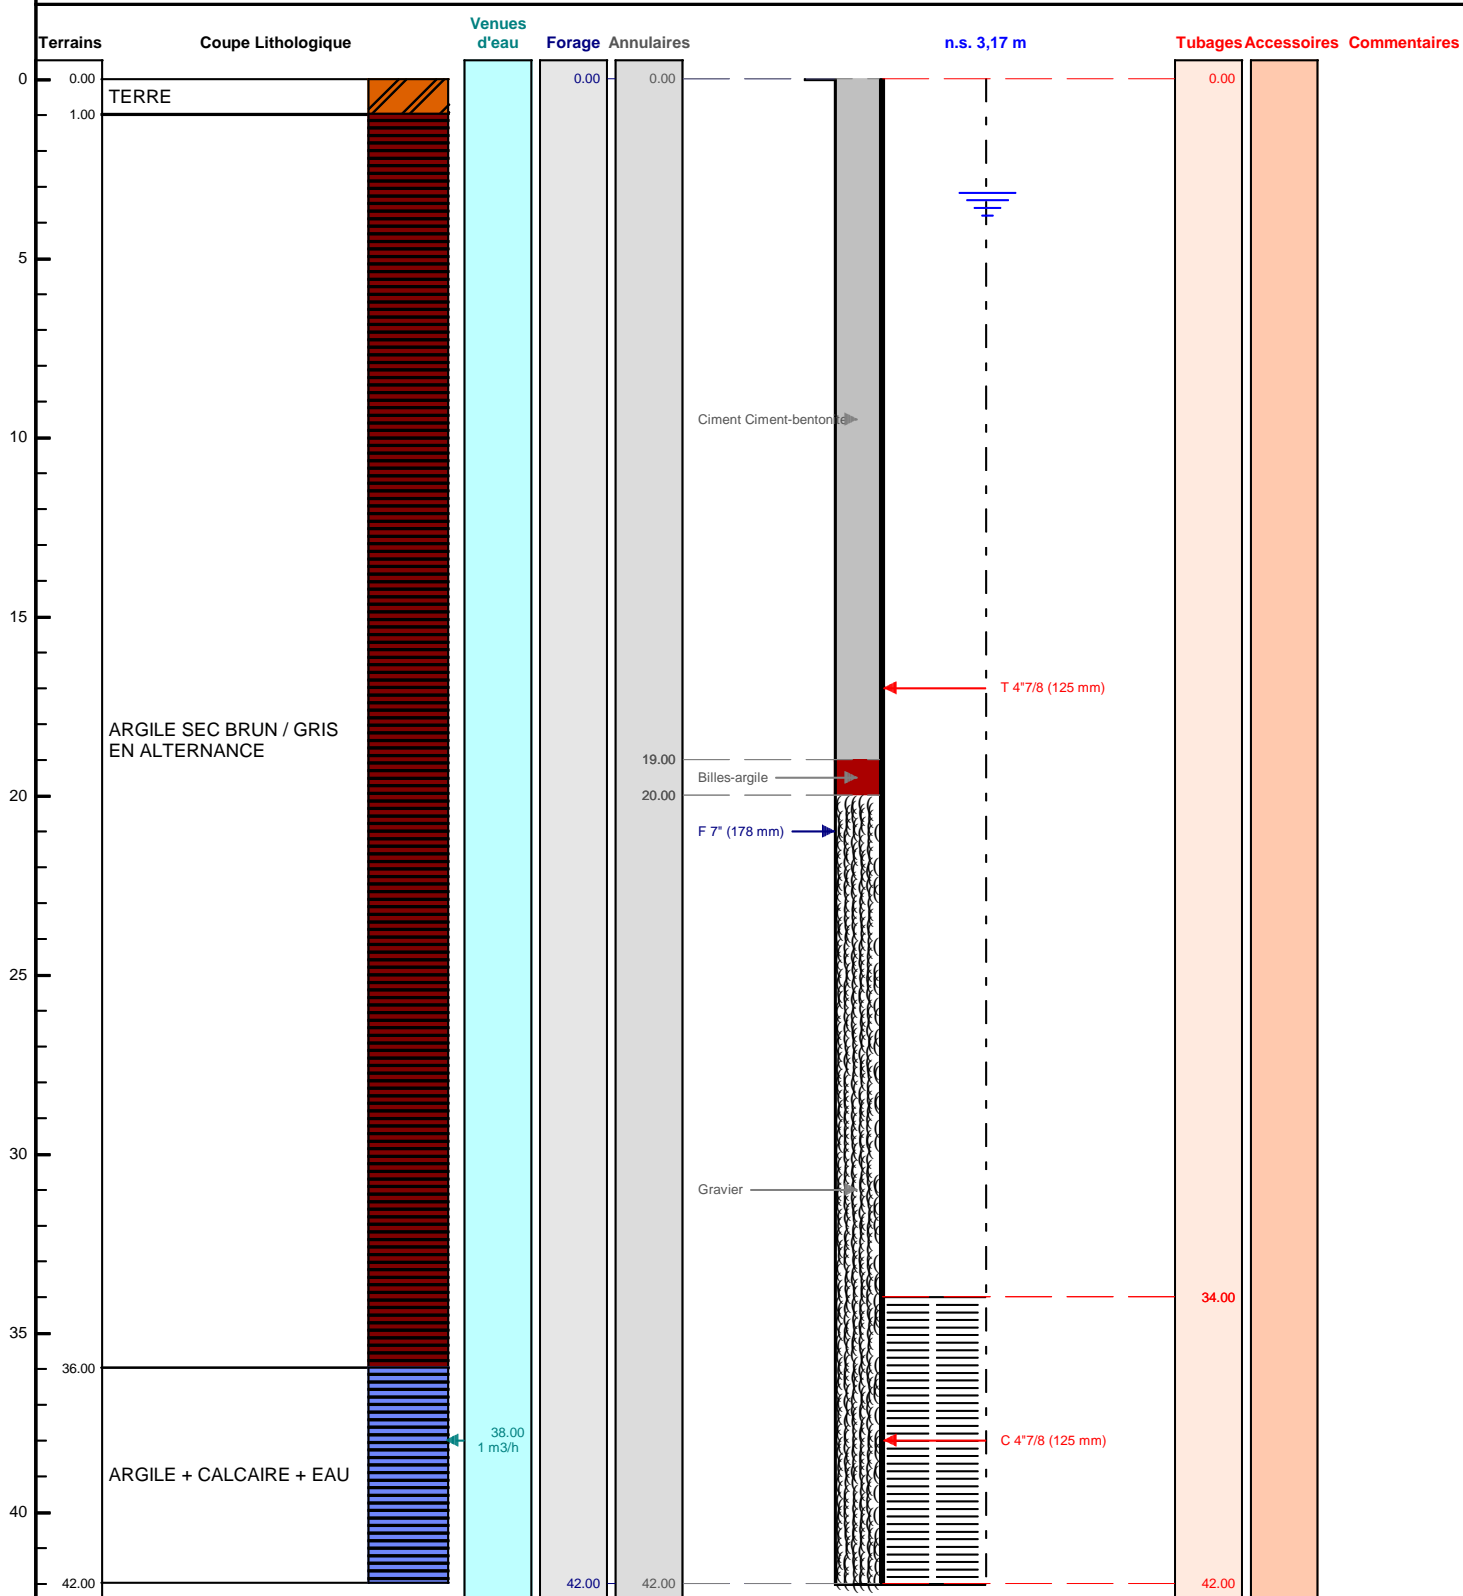 Venues
Terrains Coupe Lithologique d'eau Forage Annulaires n.s. 3,17 m Tubages Accessoires Commentaires
0 0.00 0.00 0.00 0.00
TERRE
1.00
5
10 Ciment Ciment-bentonite
15
T 4"7/8 (125 mm)
ARGILE SEC BRUN / GRIS
EN ALTERNANCE
19.00
Billes-argile
20 20.00
F 7" (178 mm)
25
30
Gravier
34.00
35
36.00
38.00
1 m3/h
C 4"7/8 (125 mm)
ARGILE + CALCAIRE + EAU
40
42.00 42.00 42.00 42.00